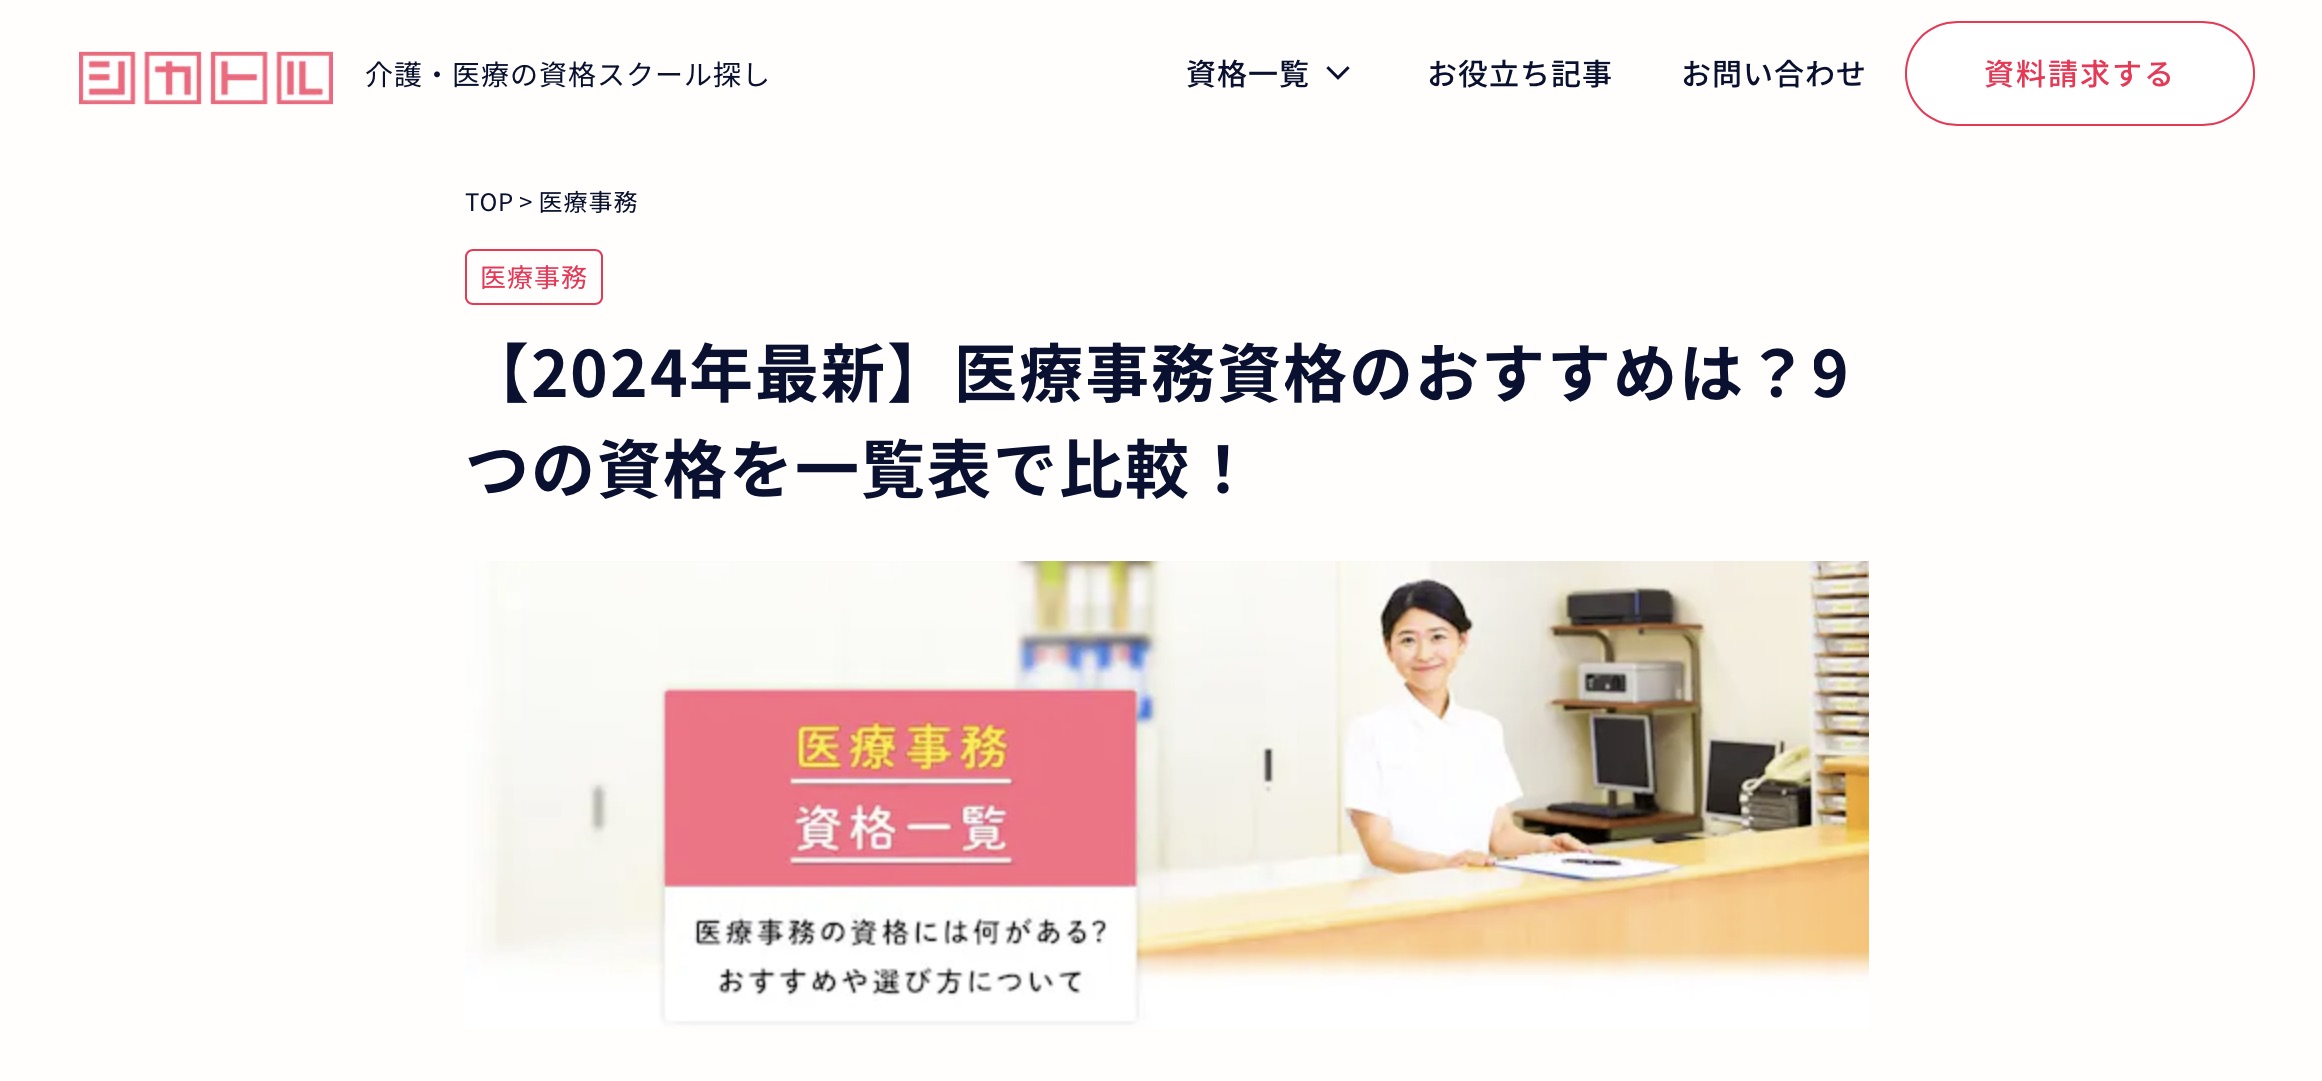 シカトル 介護・医療の資格スクール探し 資格一覧 お役立ち記事 お問い合わせ 資料請求する
TOP > 医療事務
医療事務
【2024年最新】医療事務資格のおすすめは？9
つの資格を一覧表で比較！
医療事務
資格一覧
医療事務の資格には何がある?
おすすめや選び方について